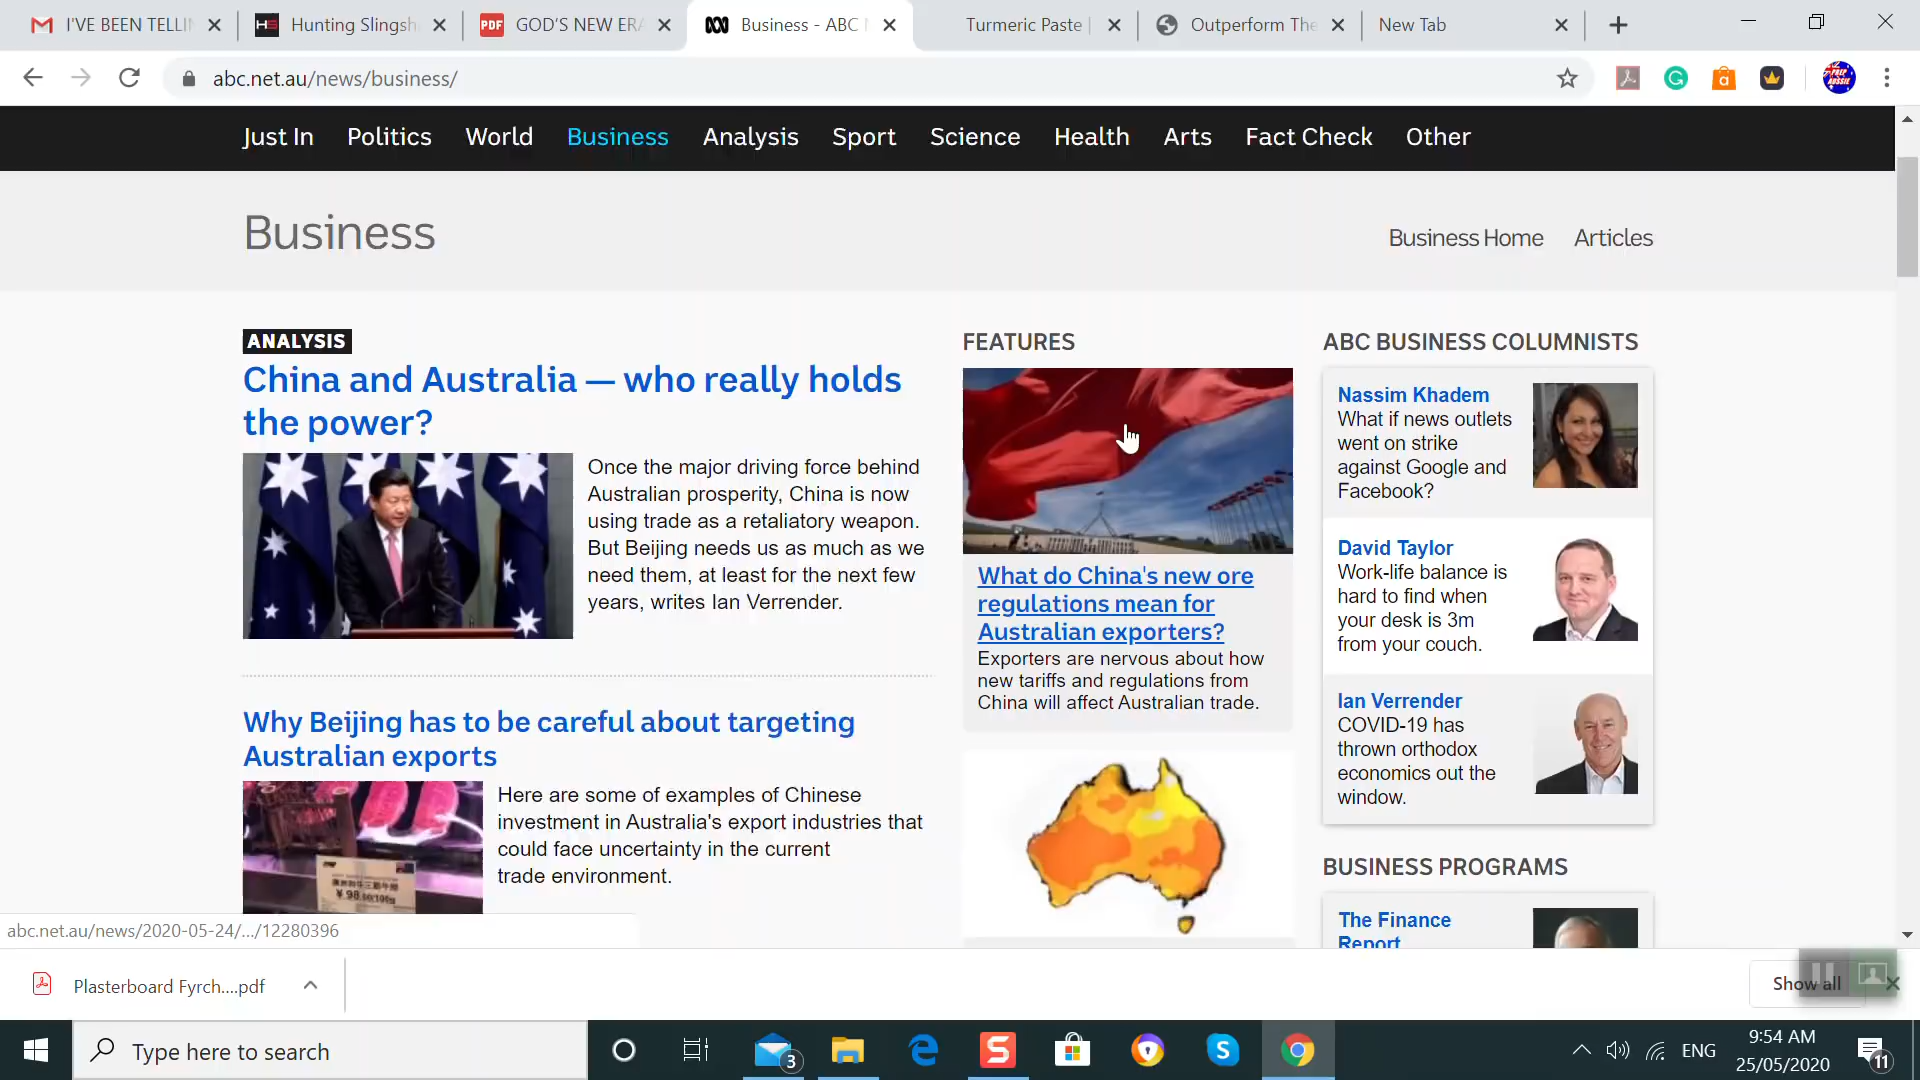 I'VE BEEN TELLI
Hunting Slingsh
PDF
GOD'S NEW ERA
Business - ABC
Turmeric Paste |
Outperform The
New Tab
abc.net.au/news/business/
Just In
Politics
World
Business
Analysis
Sport
Science
Health
Arts
Fact Check
Other
Business
Business Home
Articles
ANALYSIS
China and Australia — who really holds
the power?
Once the major driving force behind
Australian prosperity, China is now
using trade as a retaliatory weapon.
But Beijing needs us as much as we
need them, at least for the next few
years, writes Ian Verrender.
Why Beijing has to be careful about targeting
Australian exports
Here are some of examples of Chinese
investment in Australia's export industries that
could face uncertainty in the current
trade environment.
FEATURES
What do China's new ore
regulations mean for
Australian exporters?
Exporters are nervous about how
new tariffs and regulations from
China will affect Australian trade.
ABC BUSINESS COLUMNISTS
Nassim Khadem
What if news outlets
went on strike
against Google and
Facebook?
David Taylor
Work-life balance is
hard to find when
your desk is 3m
from your couch.
Ian Verrender
COVID-19 has
thrown orthodox
economics out the
window.
BUSINESS PROGRAMS
The Finance
Report
abc.net.au/news/2020-05-24/.../12280396
Plasterboard Fyrch....pdf
Show all
Type here to search
3
ENG
9:54 AM
25/05/2020
11